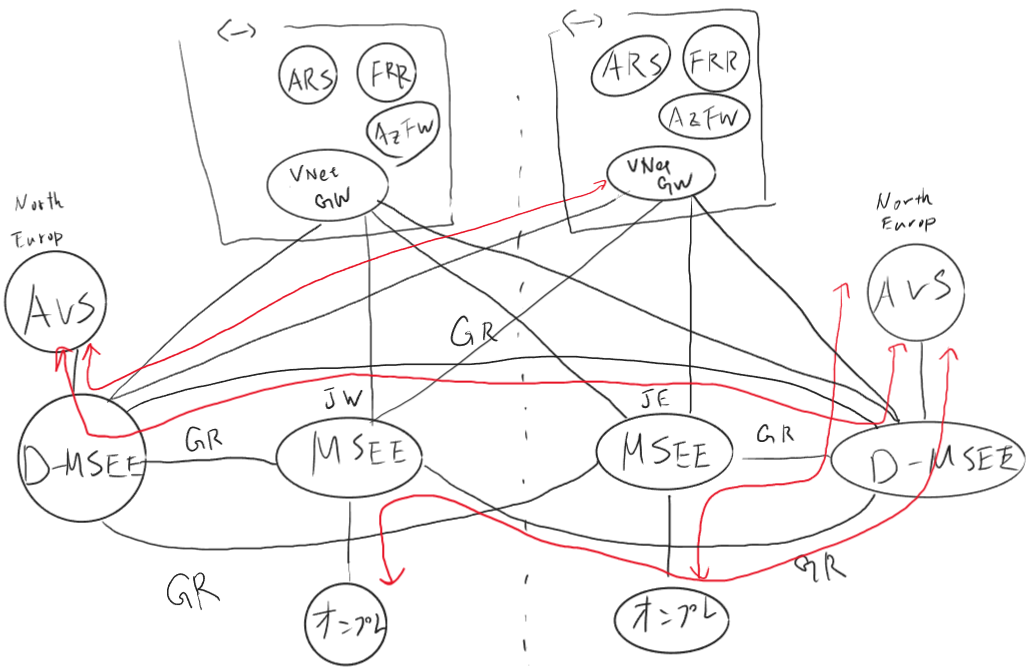 <->
ARS
FRR
AzFW
VNet
GW
<->
ARS
FRR
AzFW
VNet
GW
North
Europ
AVS
North
Europ
AVS
GR
JW
JE
D-MSEE
GR
MSEE
MSEE
GR
D-MSEE
GR
GR
オンプレ
オンプレ